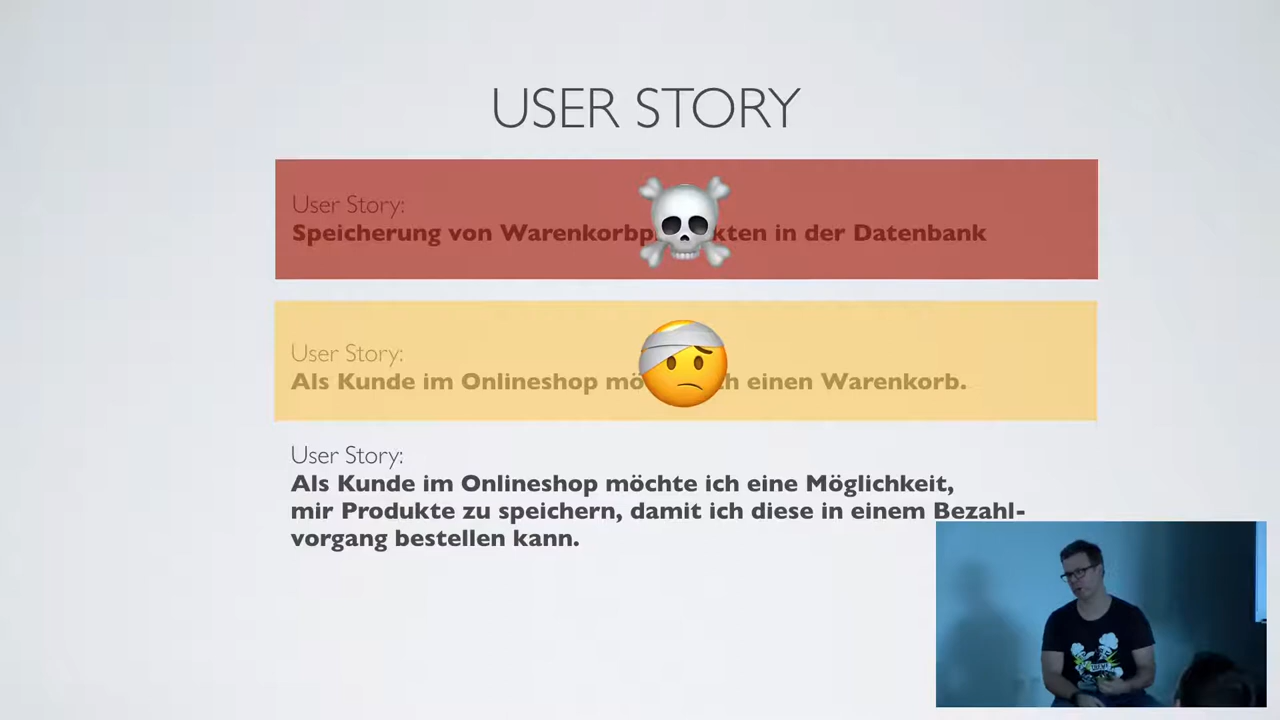 USER STORY
User Story:
Speicherung von in der Datenbank
User Story:
Als Kunde im Onlineshop einen Warenkorb.
User Story:
Als Kunde im Onlineshop möchte ich eine Möglichkeit,
mir Produkte zu speichern, damit ich diese in einem Bezahl-
vorgang bestellen kann.